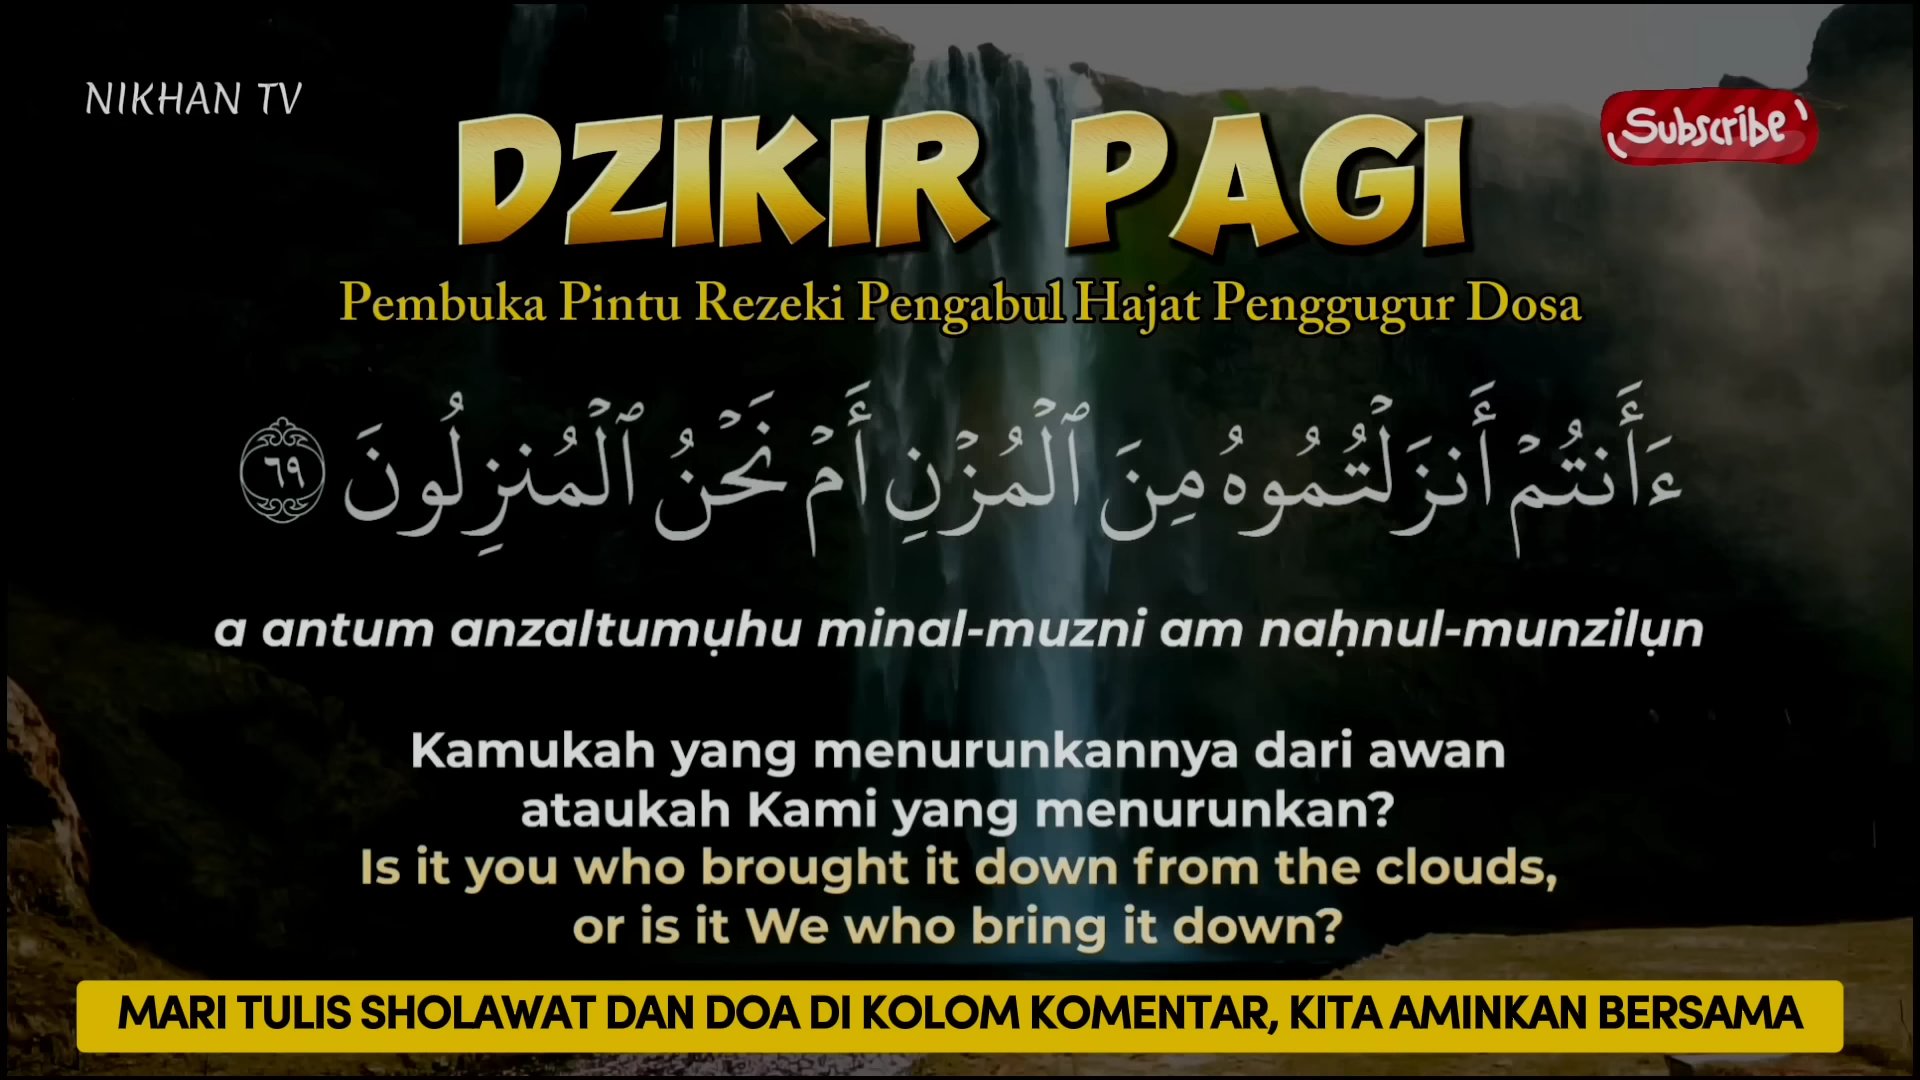 NIKHAN TV
Subscribe
DZIKIR PAGI
Pembuka Pintu Rezeki Pengabul Hajat Penggugur Dosa
ءَأَنتُمْ أَنزَلْتُمُوهُ مِنَ ٱلْمُزْنِ أَمْ نَحْنُ ٱلْمُنزِلُونَ ٦٩
a antum anzaltumụhu minal-muzni am naḥnul-munzilụn
Kamukah yang menurunkannya dari awan
ataukah Kami yang menurunkan?
Is it you who brought it down from the clouds,
or is it We who bring it down?
MARI TULIS SHOLAWAT DAN DOA DI KOLOM KOMENTAR, KITA AMINKAN BERSAMA